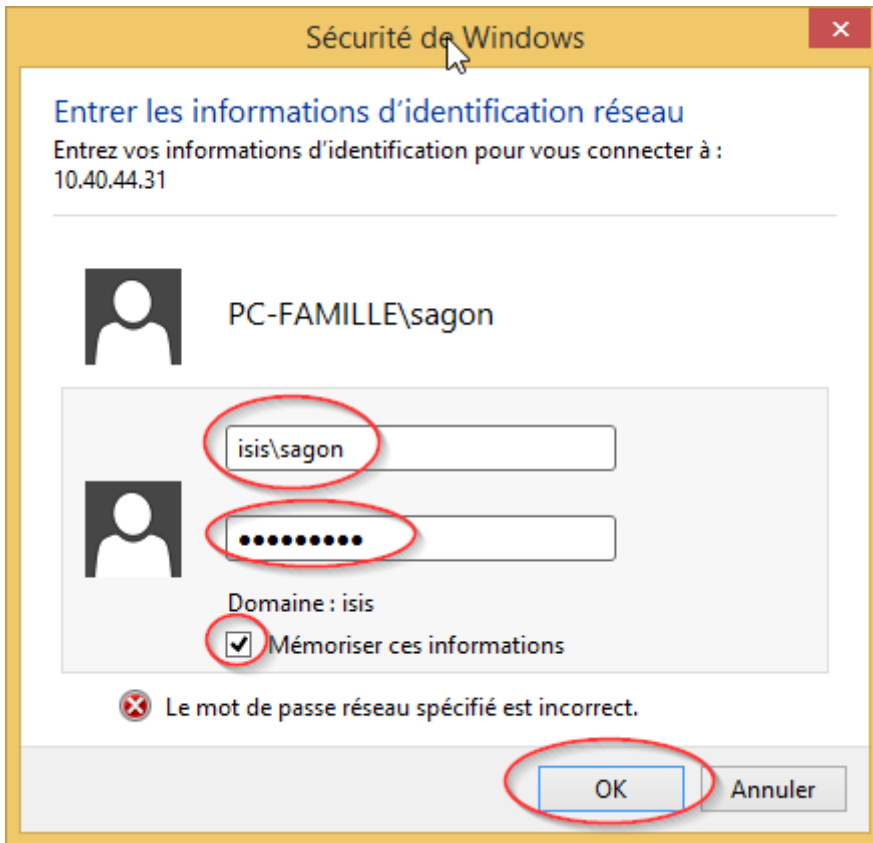 Sécurité de Windows
Entrer les informations d’identification réseau
Entrez vos informations d’identification pour vous connecter à :
10.40.44.31
PC-FAMILLE\sagon
isis\sagon
●●●●●●●●●
Domaine : isis
Mémoriser ces informations
Le mot de passe réseau spécifié est incorrect.
OK
Annuler